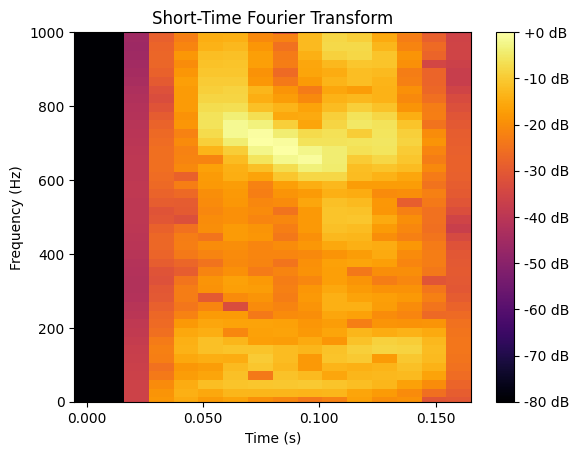 Short-Time Fourier Transform
1000
800
600
400
200
0
Frequency (Hz)
0.000
0.050
0.100
0.150
Time (s)
+0 dB
-10 dB
-20 dB
-30 dB
-40 dB
-50 dB
-60 dB
-70 dB
-80 dB